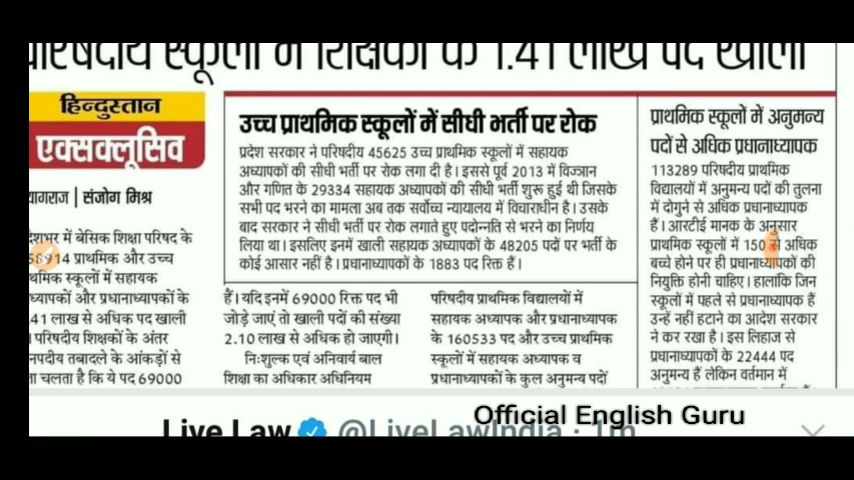 परिषदीय स्कूलों में शिक्षकों के 1.41 लाख पद खाली
हिन्दुस्तान
एक्सक्लूसिव
यागराज | संजोग मिश्र
देशभर में बेसिक शिक्षा परिषद के
58914 प्राथमिक और उच्च
थमिक स्कूलों में सहायक
ध्यापकों और प्रधानाध्यापकों के
.41 लाख से अधिक पद खाली
। परिषदीय शिक्षकों के अंतर
नपदीय तबादले के आंकड़ों से
ता चलता है कि ये पद 69000
उच्च प्राथमिक स्कूलों में सीधी भर्ती पर रोक
प्रदेश सरकार ने परिषदीय 45625 उच्च प्राथमिक स्कूलों में सहायक
अध्यापकों की सीधी भर्ती पर रोक लगा दी है। इससे पूर्व 2013 में विज्ञान
और गणित के 29334 सहायक अध्यापकों की सीधी भर्ती शुरू हुई थी जिसके
सभी पद भरने का मामला अब तक सर्वोच्च न्यायालय में विचाराधीन है। उसके
बाद सरकार ने सीधी भर्ती पर रोक लगाते हुए पदोन्नति से भरने का निर्णय
लिया था। इसलिए इनमें खाली सहायक अध्यापकों के 48205 पदों पर भर्ती के
कोई आसार नहीं है। प्रधानाध्यापकों के 1883 पद रिक्त हैं।
हैं। यदि इनमें 69000 रिक्त पद भी
जोड़े जाएं तो खाली पदों की संख्या
2.10 लाख से अधिक हो जाएगी।
निःशुल्क एवं अनिवार्य बाल
शिक्षा का अधिकार अधिनियम
परिषदीय प्राथमिक विद्यालयों में
सहायक अध्यापक और प्रधानाध्यापक
के 160533 पद और उच्च प्राथमिक
स्कूलों में सहायक अध्यापक व
प्रधानाध्यापकों के कुल अनुमन्य पदों
प्राथमिक स्कूलों में अनुमन्य
पदों से अधिक प्रधानाध्यापक
113289 परिषदीय प्राथमिक
विद्यालयों में अनुमन्य पदों की तुलना
में दोगुने से अधिक प्रधानाध्यापक
हैं। आरटीई मानक के अनुसार
प्राथमिक स्कूलों में 150 से अधिक
बच्चे होने पर ही प्रधानाध्यापकों की
नियुक्ति होनी चाहिए। हालांकि जिन
स्कूलों में पहले से प्रधानाध्यापक हैं
उन्हें नहीं हटाने का आदेश सरकार
ने कर रखा है। इस लिहाज से
प्रधानाध्यापकों के 22444 पद
अनुमन्य हैं लेकिन वर्तमान में
Official English Guru
Live Law @LiveLawIndia · 1m